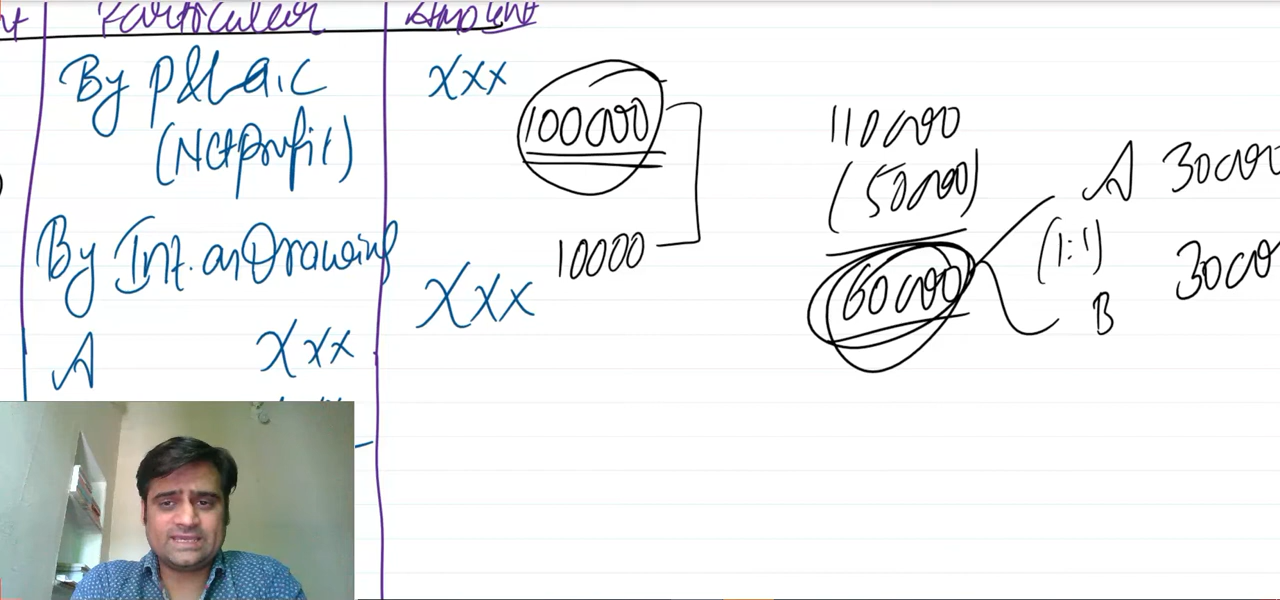 Particular Amount
By P&L a.c XXX
(Net profit)
100000
By Int. on Drawing
10000
XXX
A XXX
110000
(50000)
60000
(1:1)
A 30000
B 30000